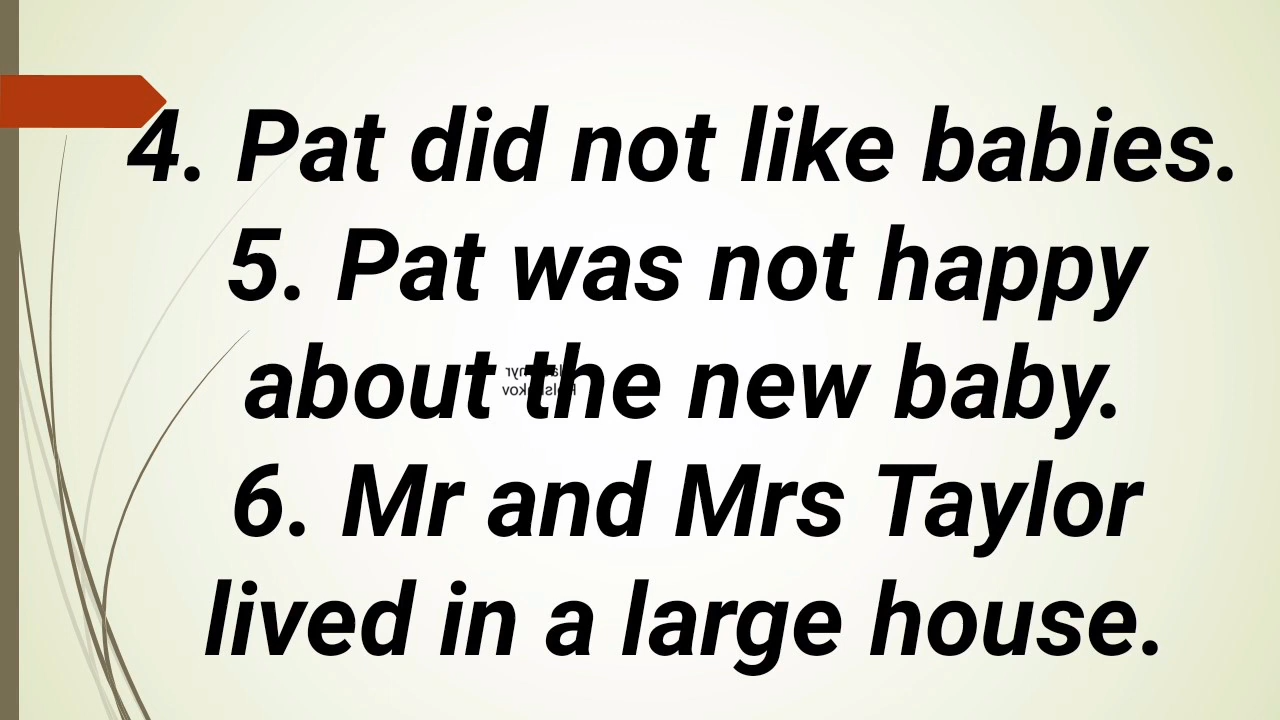 4. Pat did not like babies.
5. Pat was not happy
about the new baby.
6. Mr and Mrs Taylor
lived in a large house.